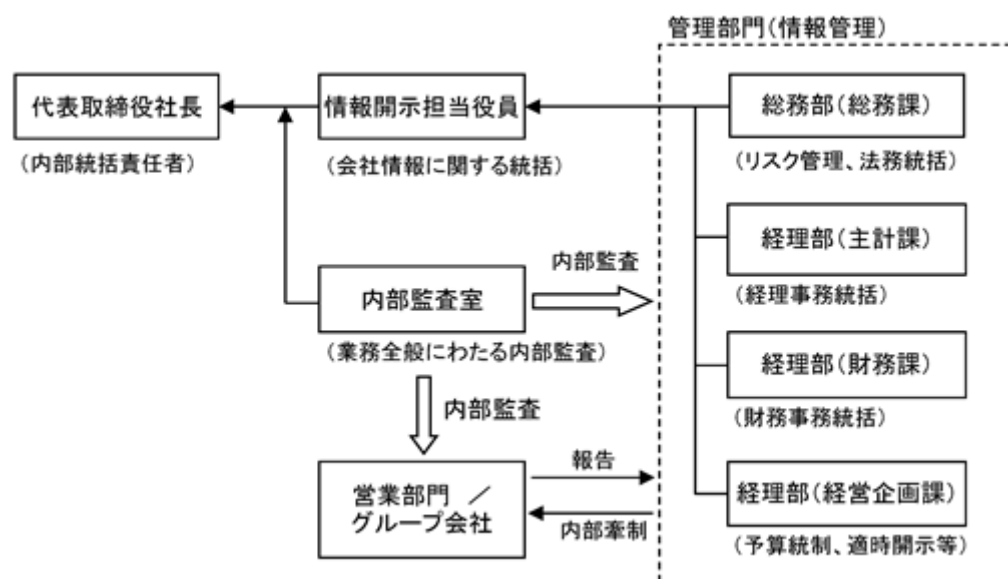 管理部門(情報管理)
代表取締役社長
(内部統括責任者)
情報開示担当役員
(会社情報に関する統括)
総務部(総務課)
(リスク管理、法務統括)
経理部(主計課)
(経理事務統括)
内部監査
内部監査室
(業務全般にわたる内部監査)
経理部(財務課)
(財務事務統括)
内部監査
営業部門 ／
グループ会社
報告
内部牽制
経理部(経営企画課)
(予算統制、適時開示等)